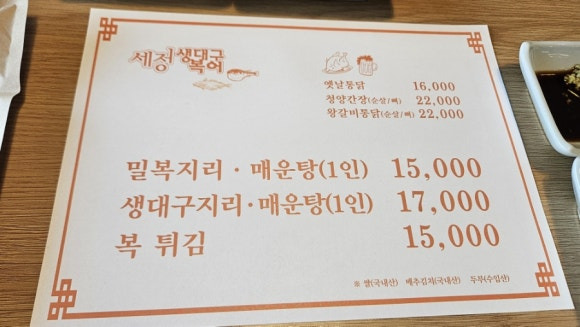 세정 생대구
복어
옛날통닭 16,000
청양간장(순살/뼈) 22,000
왕갈비통닭(순살/뼈) 22,000
밀복지리 · 매운탕(1인) 15,000
생대구지리 · 매운탕(1인) 17,000
복 튀김 15,000
※ 쌀(국내산) 배추김치(국내산) 두부(수입산)